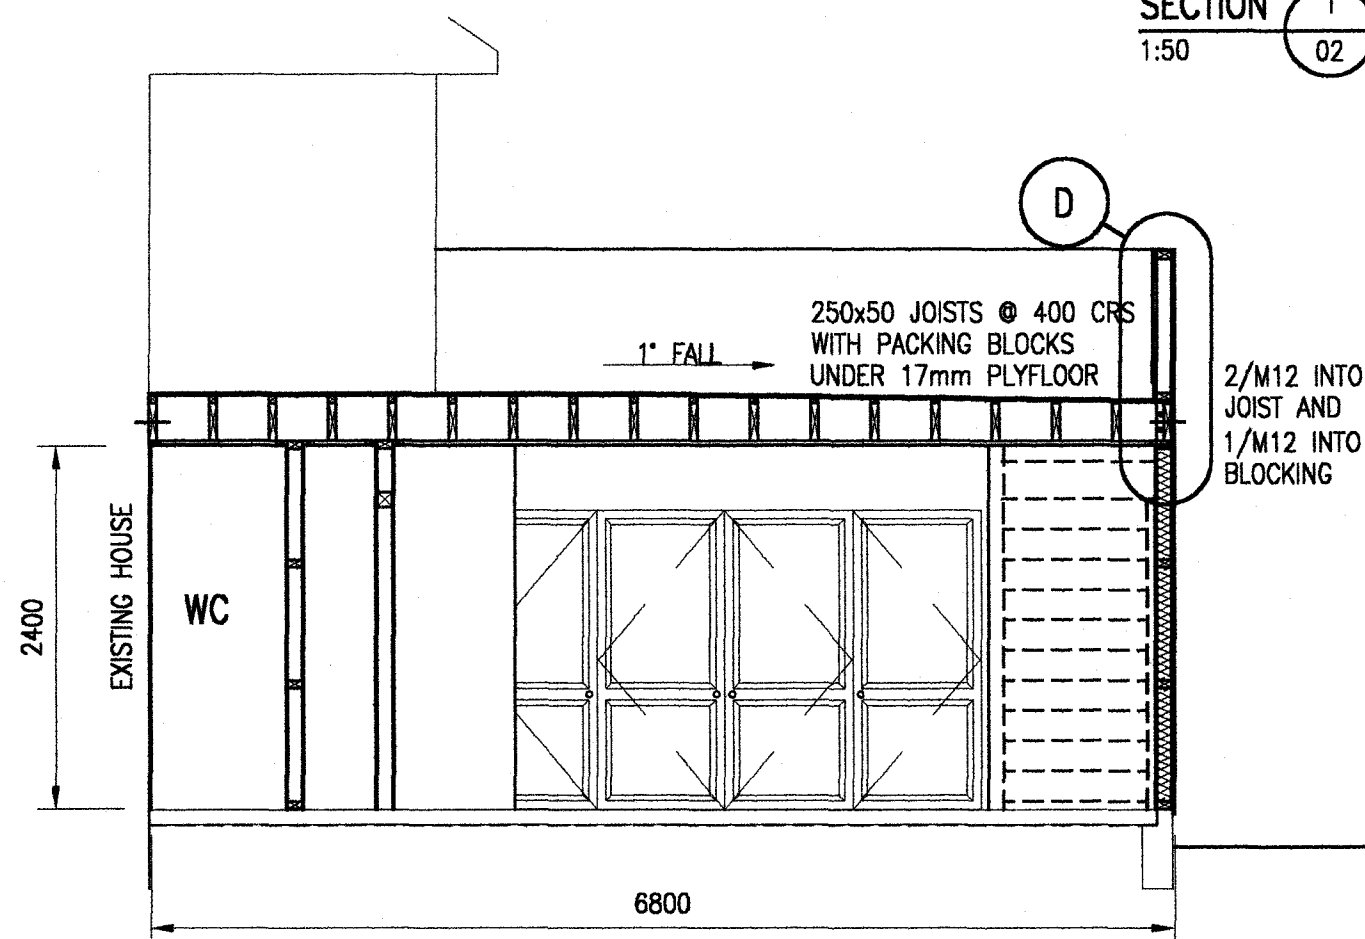 SECTION
1
1:50
02
D
250x50 JOISTS @ 400 CRS
WITH PACKING BLOCKS
UNDER 17mm PLYFLOOR
1° FALL
2/M12 INTO
JOIST AND
1/M12 INTO
BLOCKING
2400
EXISTING HOUSE
WC
6800